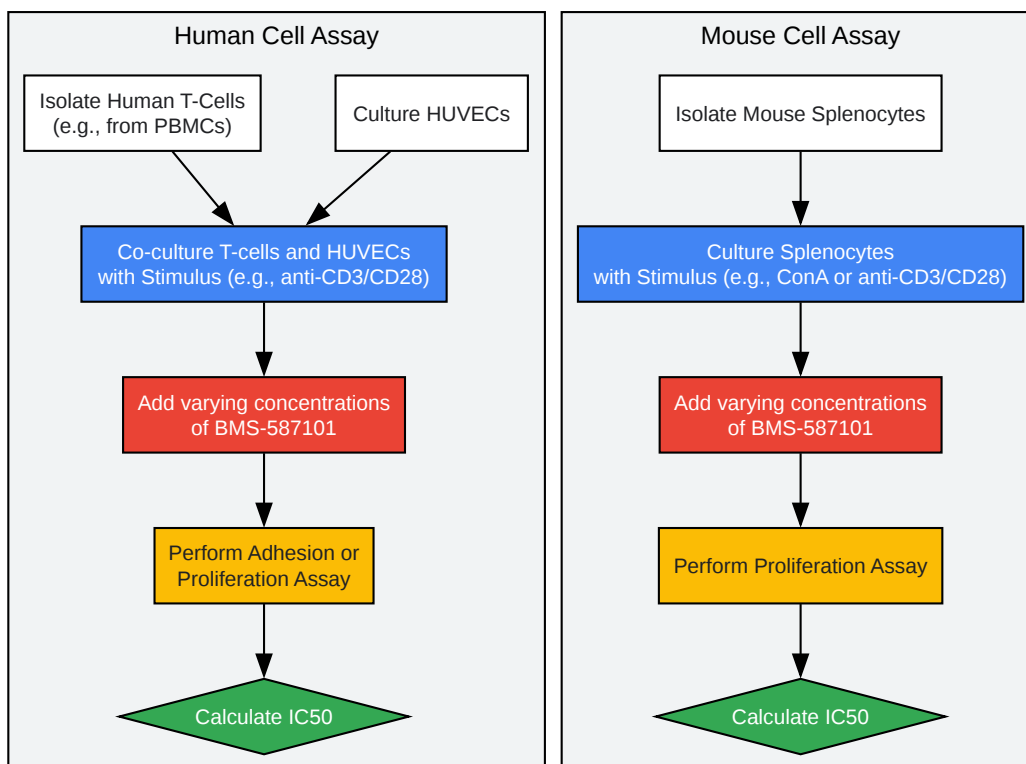 Human Cell Assay
Isolate Human T-Cells
(e.g., from PBMCs)
Culture HUVECs
Co-culture T-cells and HUVECs
with Stimulus (e.g., anti-CD3/CD28)
Add varying concentrations
of BMS-587101
Perform Adhesion or
Proliferation Assay
Calculate IC50
Mouse Cell Assay
Isolate Mouse Splenocytes
Culture Splenocytes
with Stimulus (e.g., ConA or anti-CD3/CD28)
Add varying concentrations
of BMS-587101
Perform Proliferation Assay
Calculate IC50